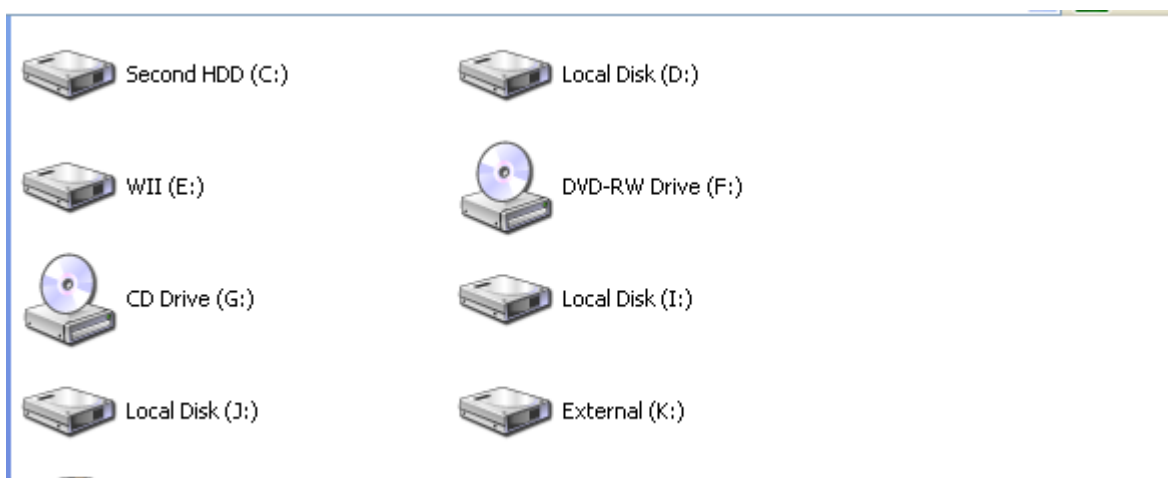 Second HDD (C:)
Local Disk (D:)
WII (E:)
DVD-RW Drive (F:)
CD Drive (G:)
Local Disk (I:)
Local Disk (J:)
External (K:)